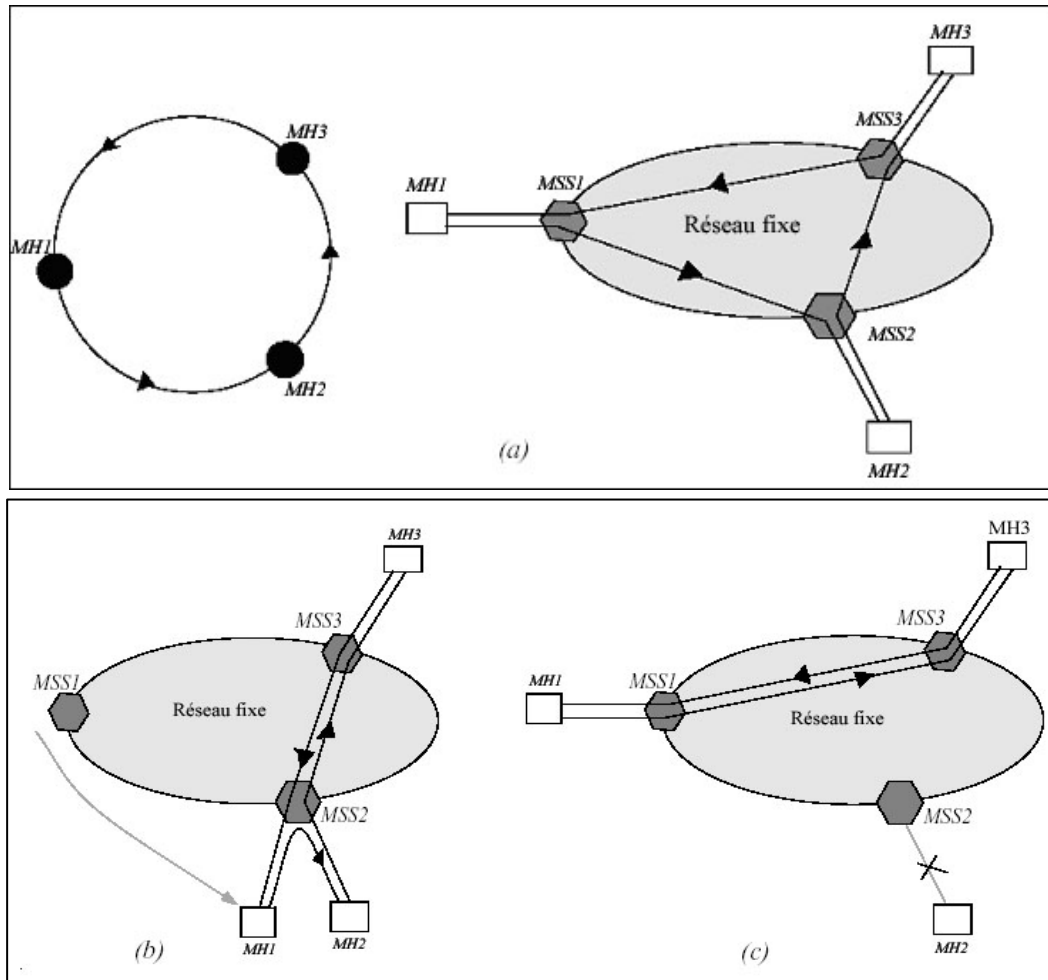 MH3
MH3
MSS3
MH1
MSS1
MH1
Réseau fixe
MSS2
MH2
(a)
MH2
MH3
MH3
MSS3
MSS3
MSS1
MH1
MSS1
Réseau fixe
Réseau fixe
MSS2
MSS2
MH1
MH2
(b)
(c)
MH2